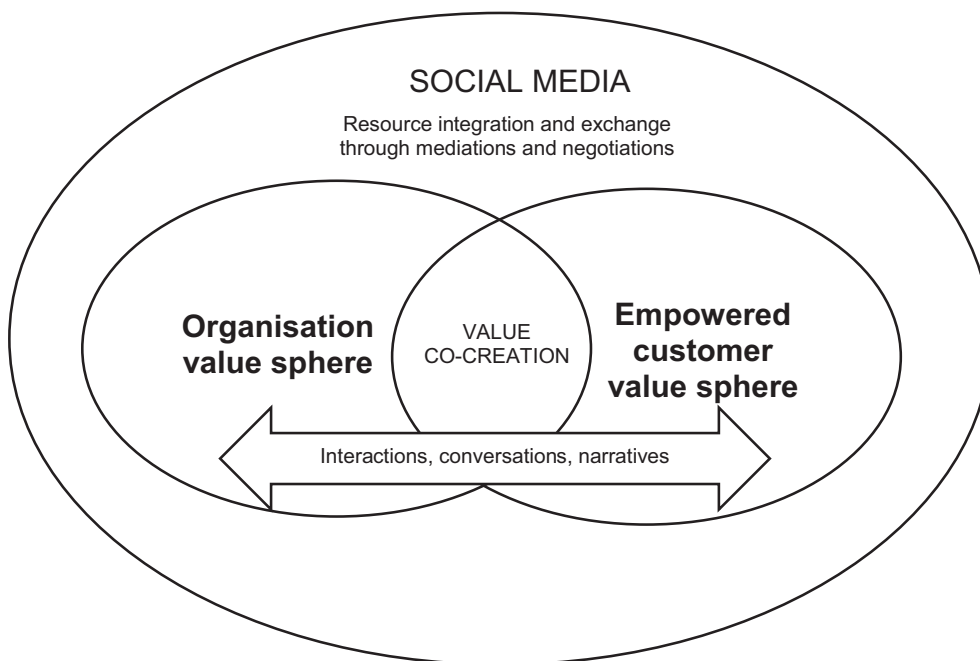 SOCIAL MEDIA
Resource integration and exchange
through mediations and negotiations
Organisation
value sphere
VALUE
CO-CREATION
Empowered
customer
value sphere
Interactions, conversations, narratives